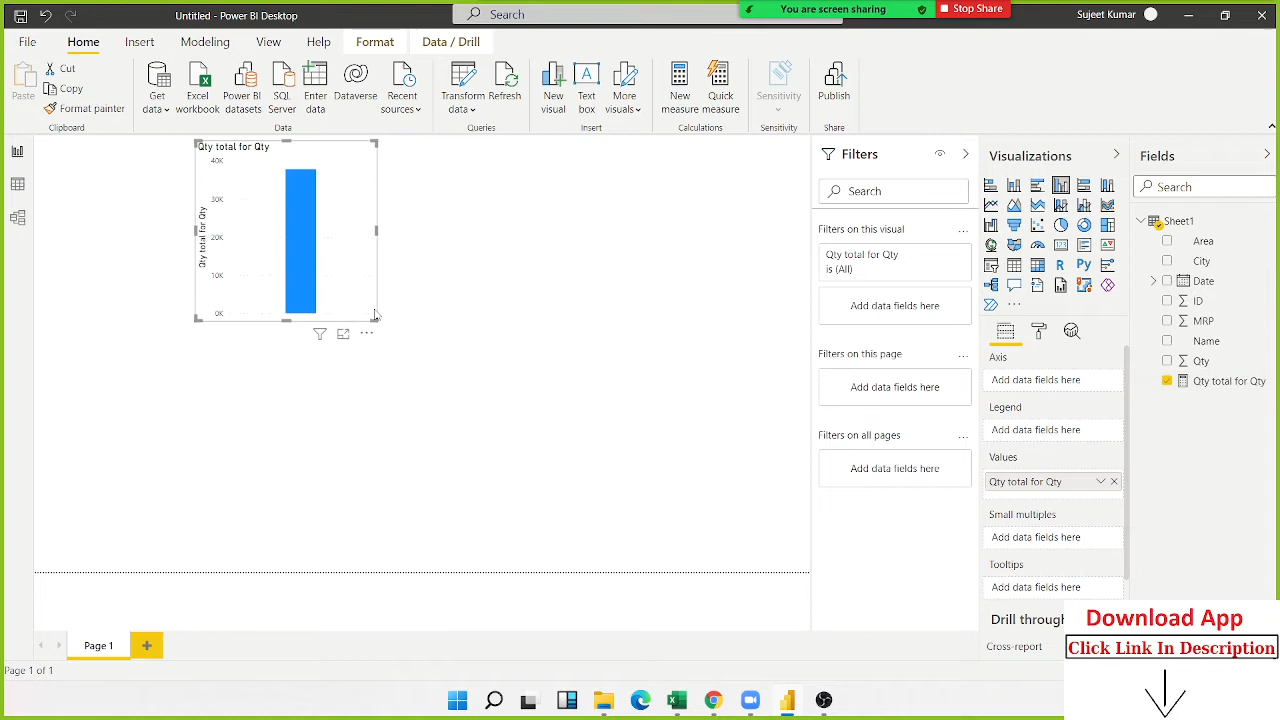 Untitled - Power BI Desktop
Search
You are screen sharing
Stop Share
Sujeet Kumar
File
Home
Insert
Modeling
View
Help
Format
Data / Drill
Paste
Cut
Copy
Format painter
Clipboard
Get data
Excel workbook
Power BI datasets
SQL Server
Enter data
Dataverse
Recent sources
Data
Transform data
Refresh
Queries
New visual
Text box
More visuals
Insert
New measure
Quick measure
Calculations
Sensitivity
Sensitivity
Publish
Share
Qty total for Qty
40K
30K
20K
10K
0K
Qty total for Qty
Filters
Search
Filters on this visual
Qty total for Qty
is (All)
Add data fields here
Filters on this page
Add data fields here
Filters on all pages
Add data fields here
Visualizations
R
Py
123
Axis
Add data fields here
Legend
Add data fields here
Values
Qty total for Qty
Small multiples
Add data fields here
Tooltips
Add data fields here
Drill through
Cross-report
Fields
Search
Sheet1
Area
City
Date
ID
MRP
Name
Qty
Qty total for Qty
Page 1
Page 1 of 1
Download App
Click Link In Description